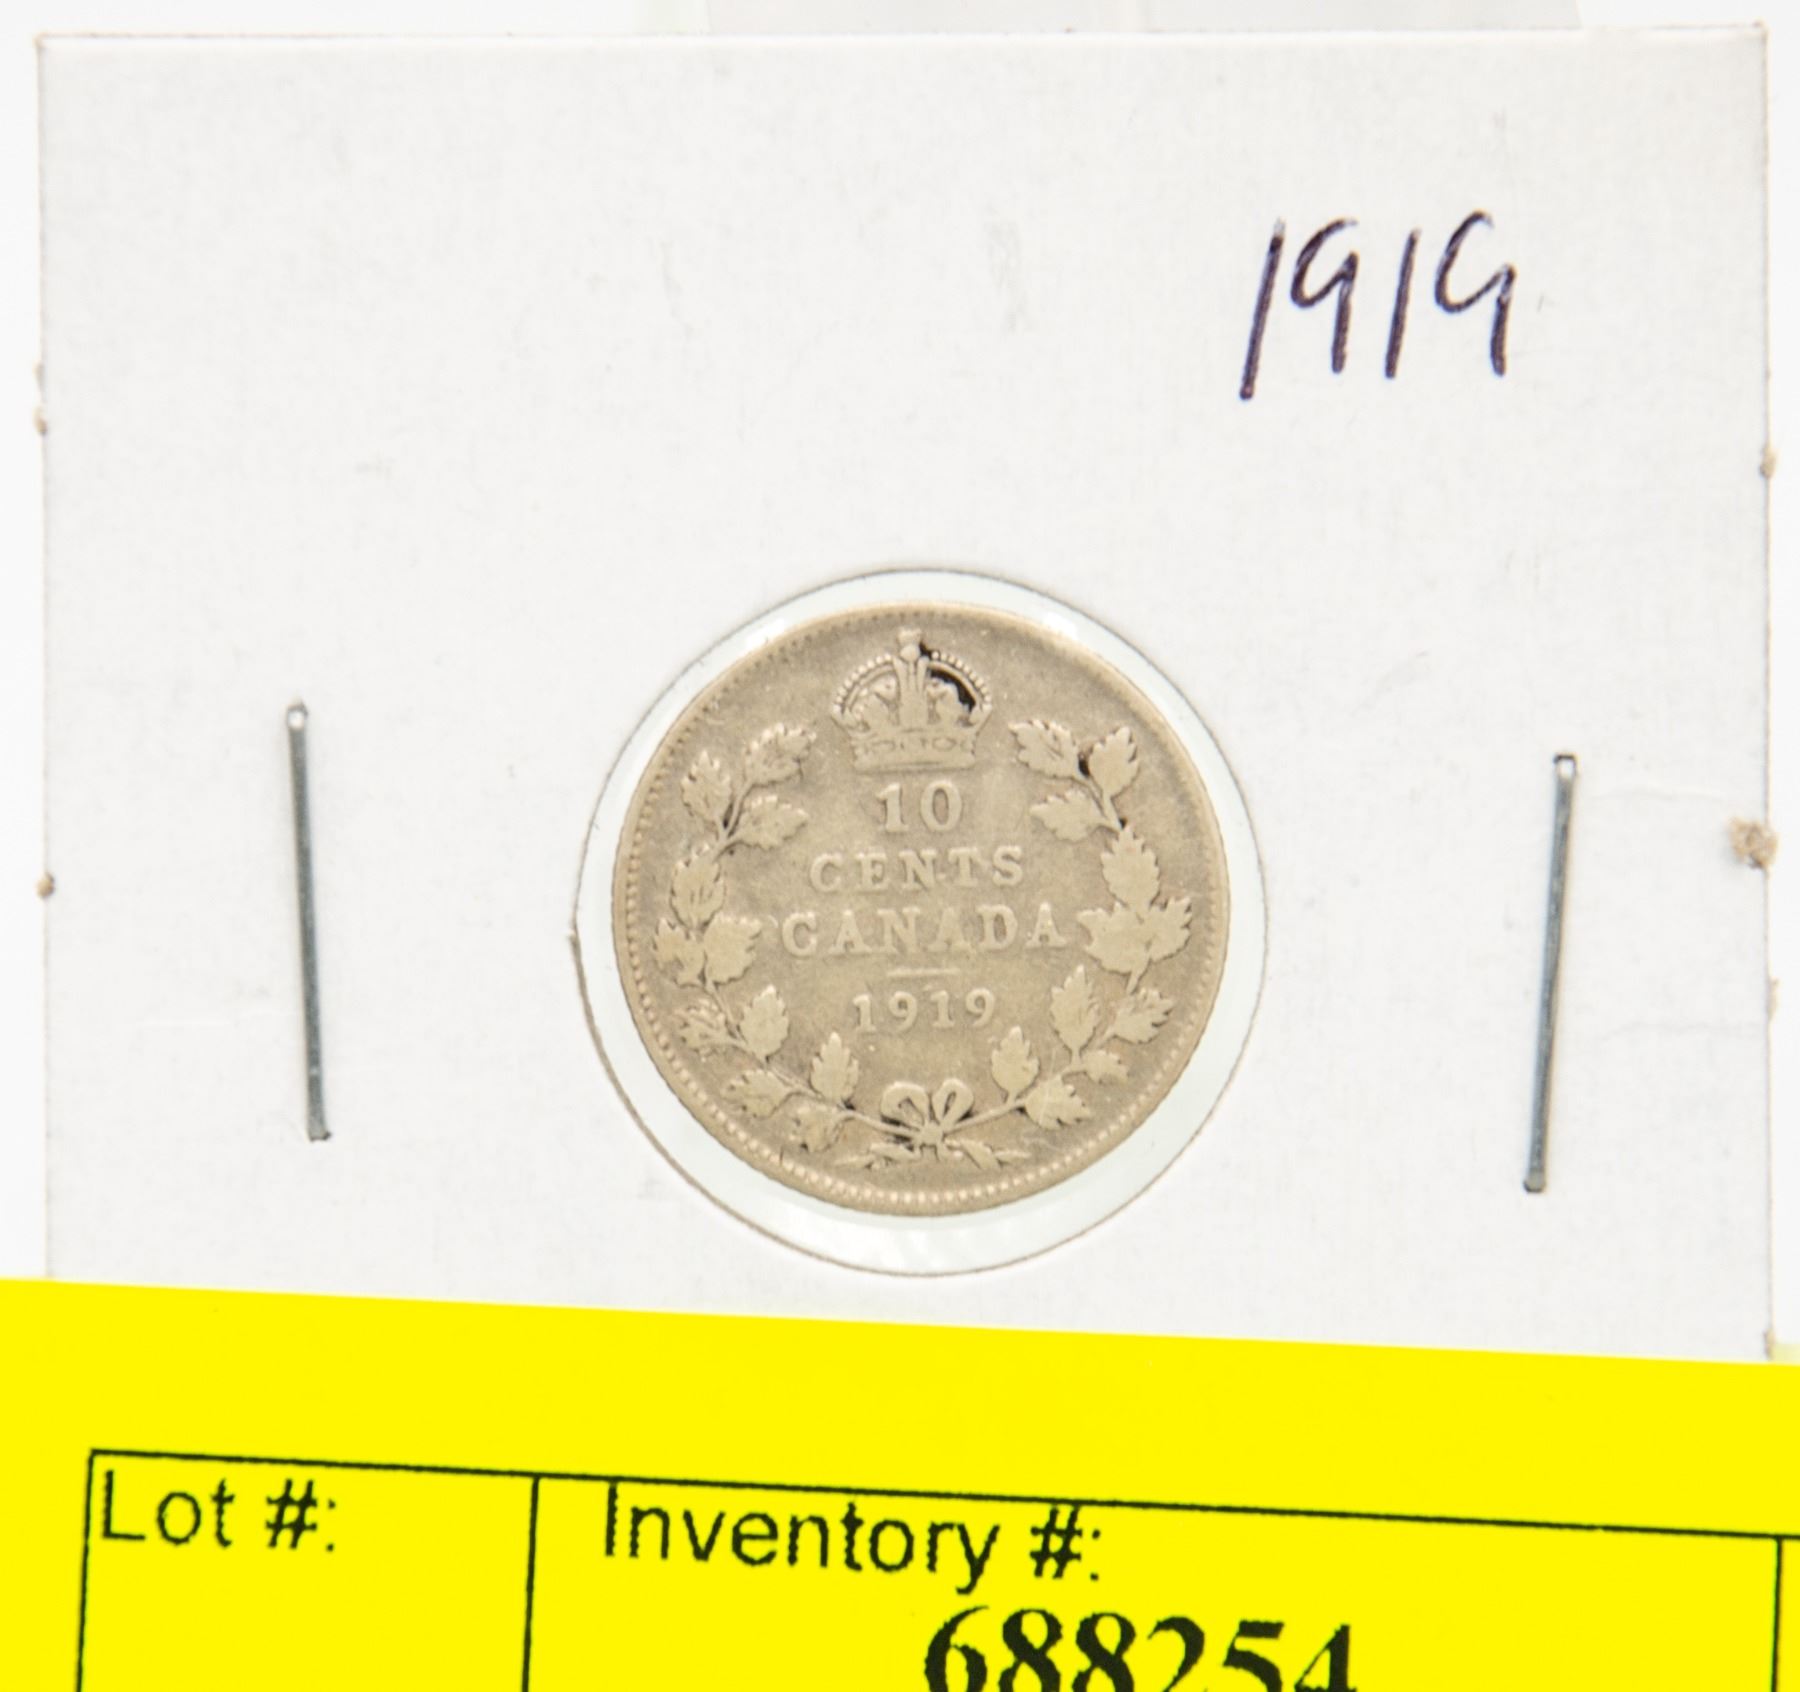 1919
10
CENTS
CANADA
1919
Lot #:
Inventory #:
688254